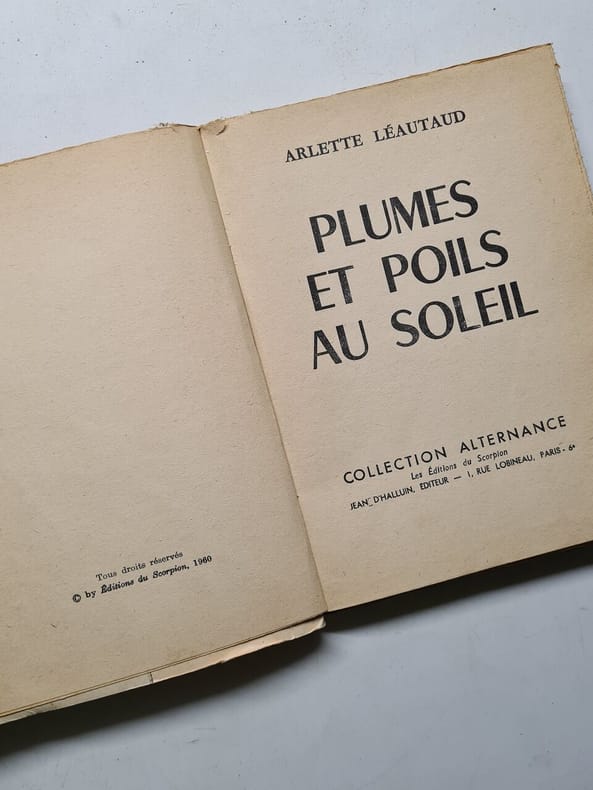 Tous droits réservés
© by Éditions du Scorpion, 1960
ARLETTE LÉAUTAUD
PLUMES
ET POILS
AU SOLEIL
COLLECTION ALTERNANCE
Les Éditions du Scorpion
JEAN D'HALLUIN, ÉDITEUR — 1, RUE LOBINEAU, PARIS - 6e